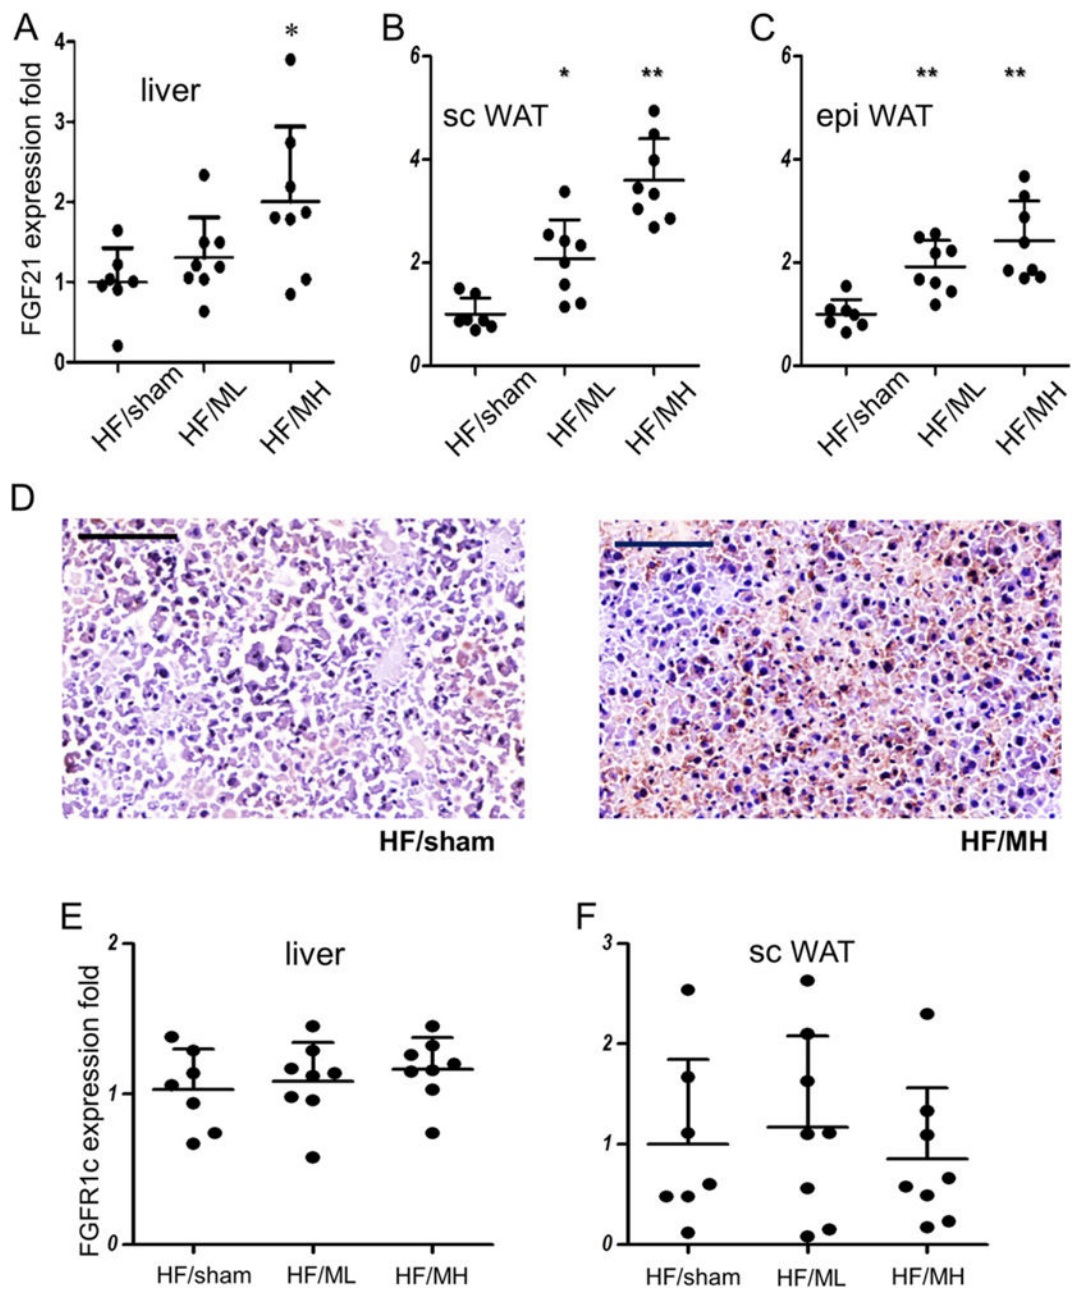 A
B
C
FGF21 expression fold
4
3
2
1
0
liver
*
HF/sham
HF/ML
HF/MH
6
4
2
0
sc WAT
*
**
HF/sham
HF/ML
HF/MH
6
4
2
0
epi WAT
**
**
HF/sham
HF/ML
HF/MH
D
HF/sham
HF/MH
E
FGFR1c expression fold
2
1
0
liver
HF/sham
HF/ML
HF/MH
F
3
2
1
0
sc WAT
HF/sham
HF/ML
HF/MH